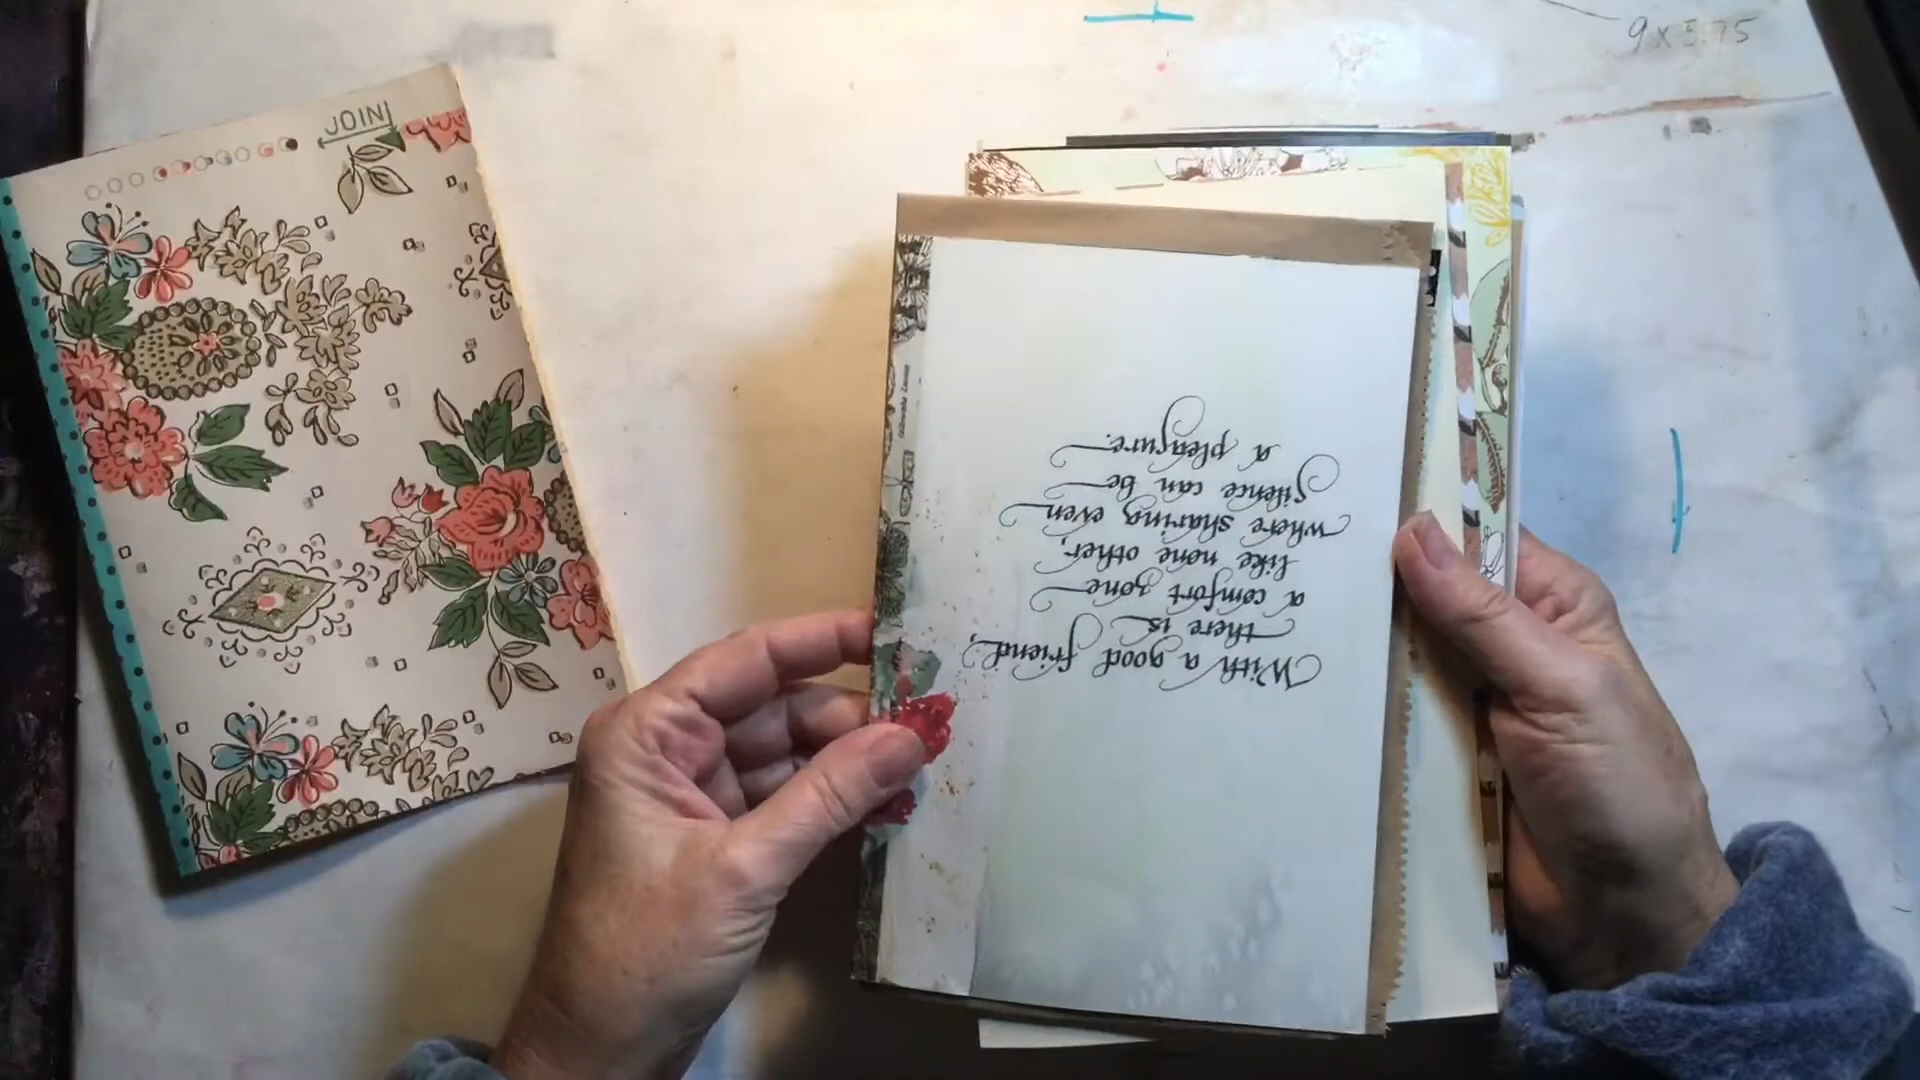 9 x 5.75
JOIN
With a good friend,
there is
a comfort zone
like none other,
where sharing even
Silence can be
a pleasure.